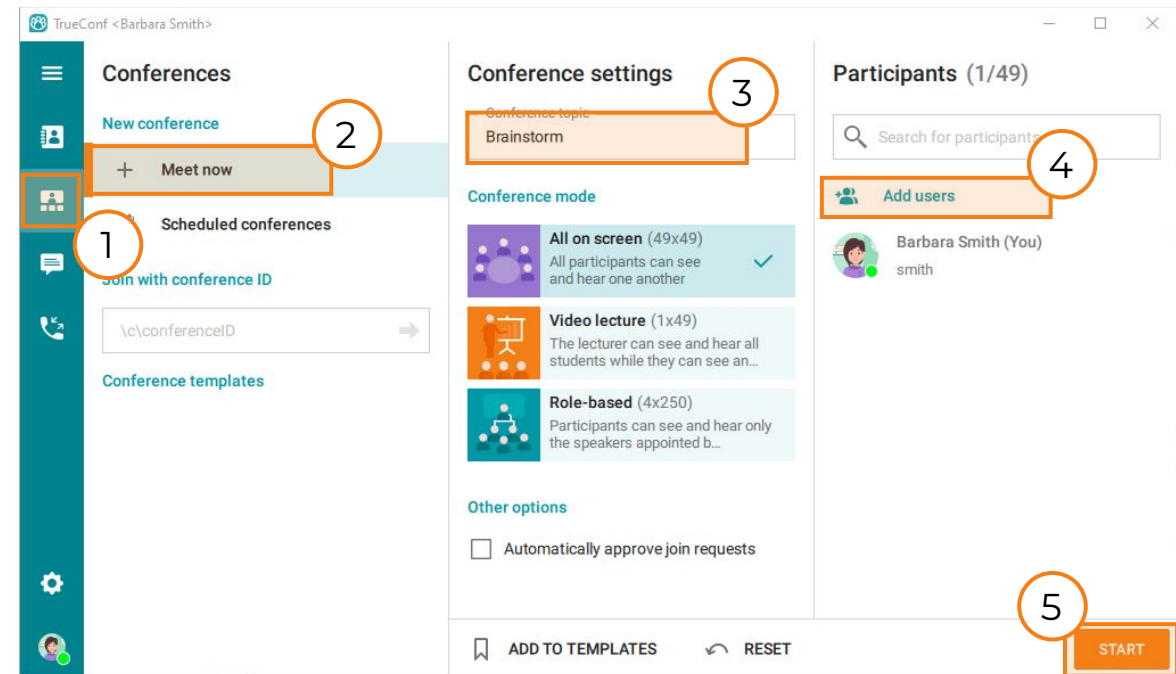 TrueConf <Barbara Smith>
Conferences
New conference
2
Meet now
1
Scheduled conferences
Join with conference ID
\c\conferenceID
Conference templates
Conference settings
3
Conference topic
Brainstorm
Conference mode
All on screen (49x49)
All participants can see
and hear one another
Video lecture (1x49)
The lecturer can see and hear all
students while they can see an...
Role-based (4x250)
Participants can see and hear only
the speakers appointed b...
Other options
Automatically approve join requests
ADD TO TEMPLATES
RESET
Participants (1/49)
Search for participants
4
Add users
Barbara Smith (You)
smith
5
START